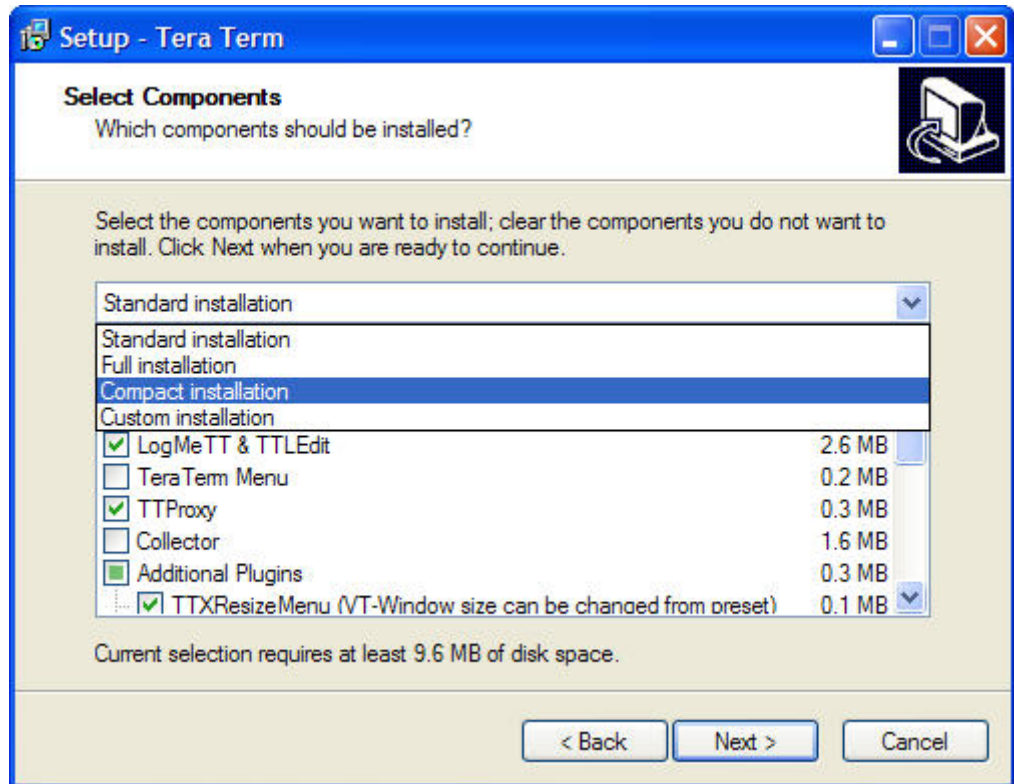 Setup - Tera Term
Select Components
Which components should be installed?
Select the components you want to install; clear the components you do not want to
install. Click Next when you are ready to continue.
Standard installation
Standard installation
Full installation
Compact installation
Custom installation
LogMeTT & TTLEdit 2.6 MB
TeraTerm Menu 0.2 MB
TTProxy 0.3 MB
Collector 1.6 MB
Additional Plugins 0.3 MB
TTXResizeMenu (VT-Window size can be changed from preset) 0.1 MB
Current selection requires at least 9.6 MB of disk space.
< Back Next > Cancel